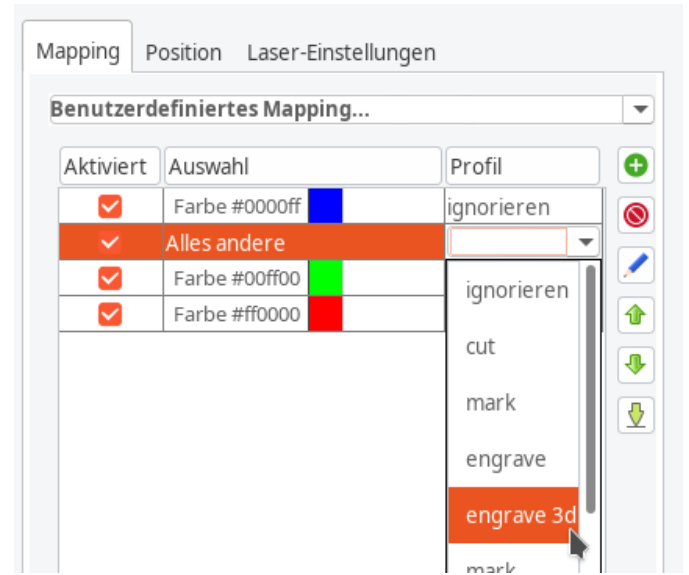 Mapping Position Laser-Einstellungen
Benutzerdefiniertes Mapping...
Aktiviert Auswahl Profil
Farbe #0000ff ignorieren
Alles andere
Farbe #00ff00
Farbe #ff0000
ignorieren
cut
mark
engrave
engrave 3d
mark